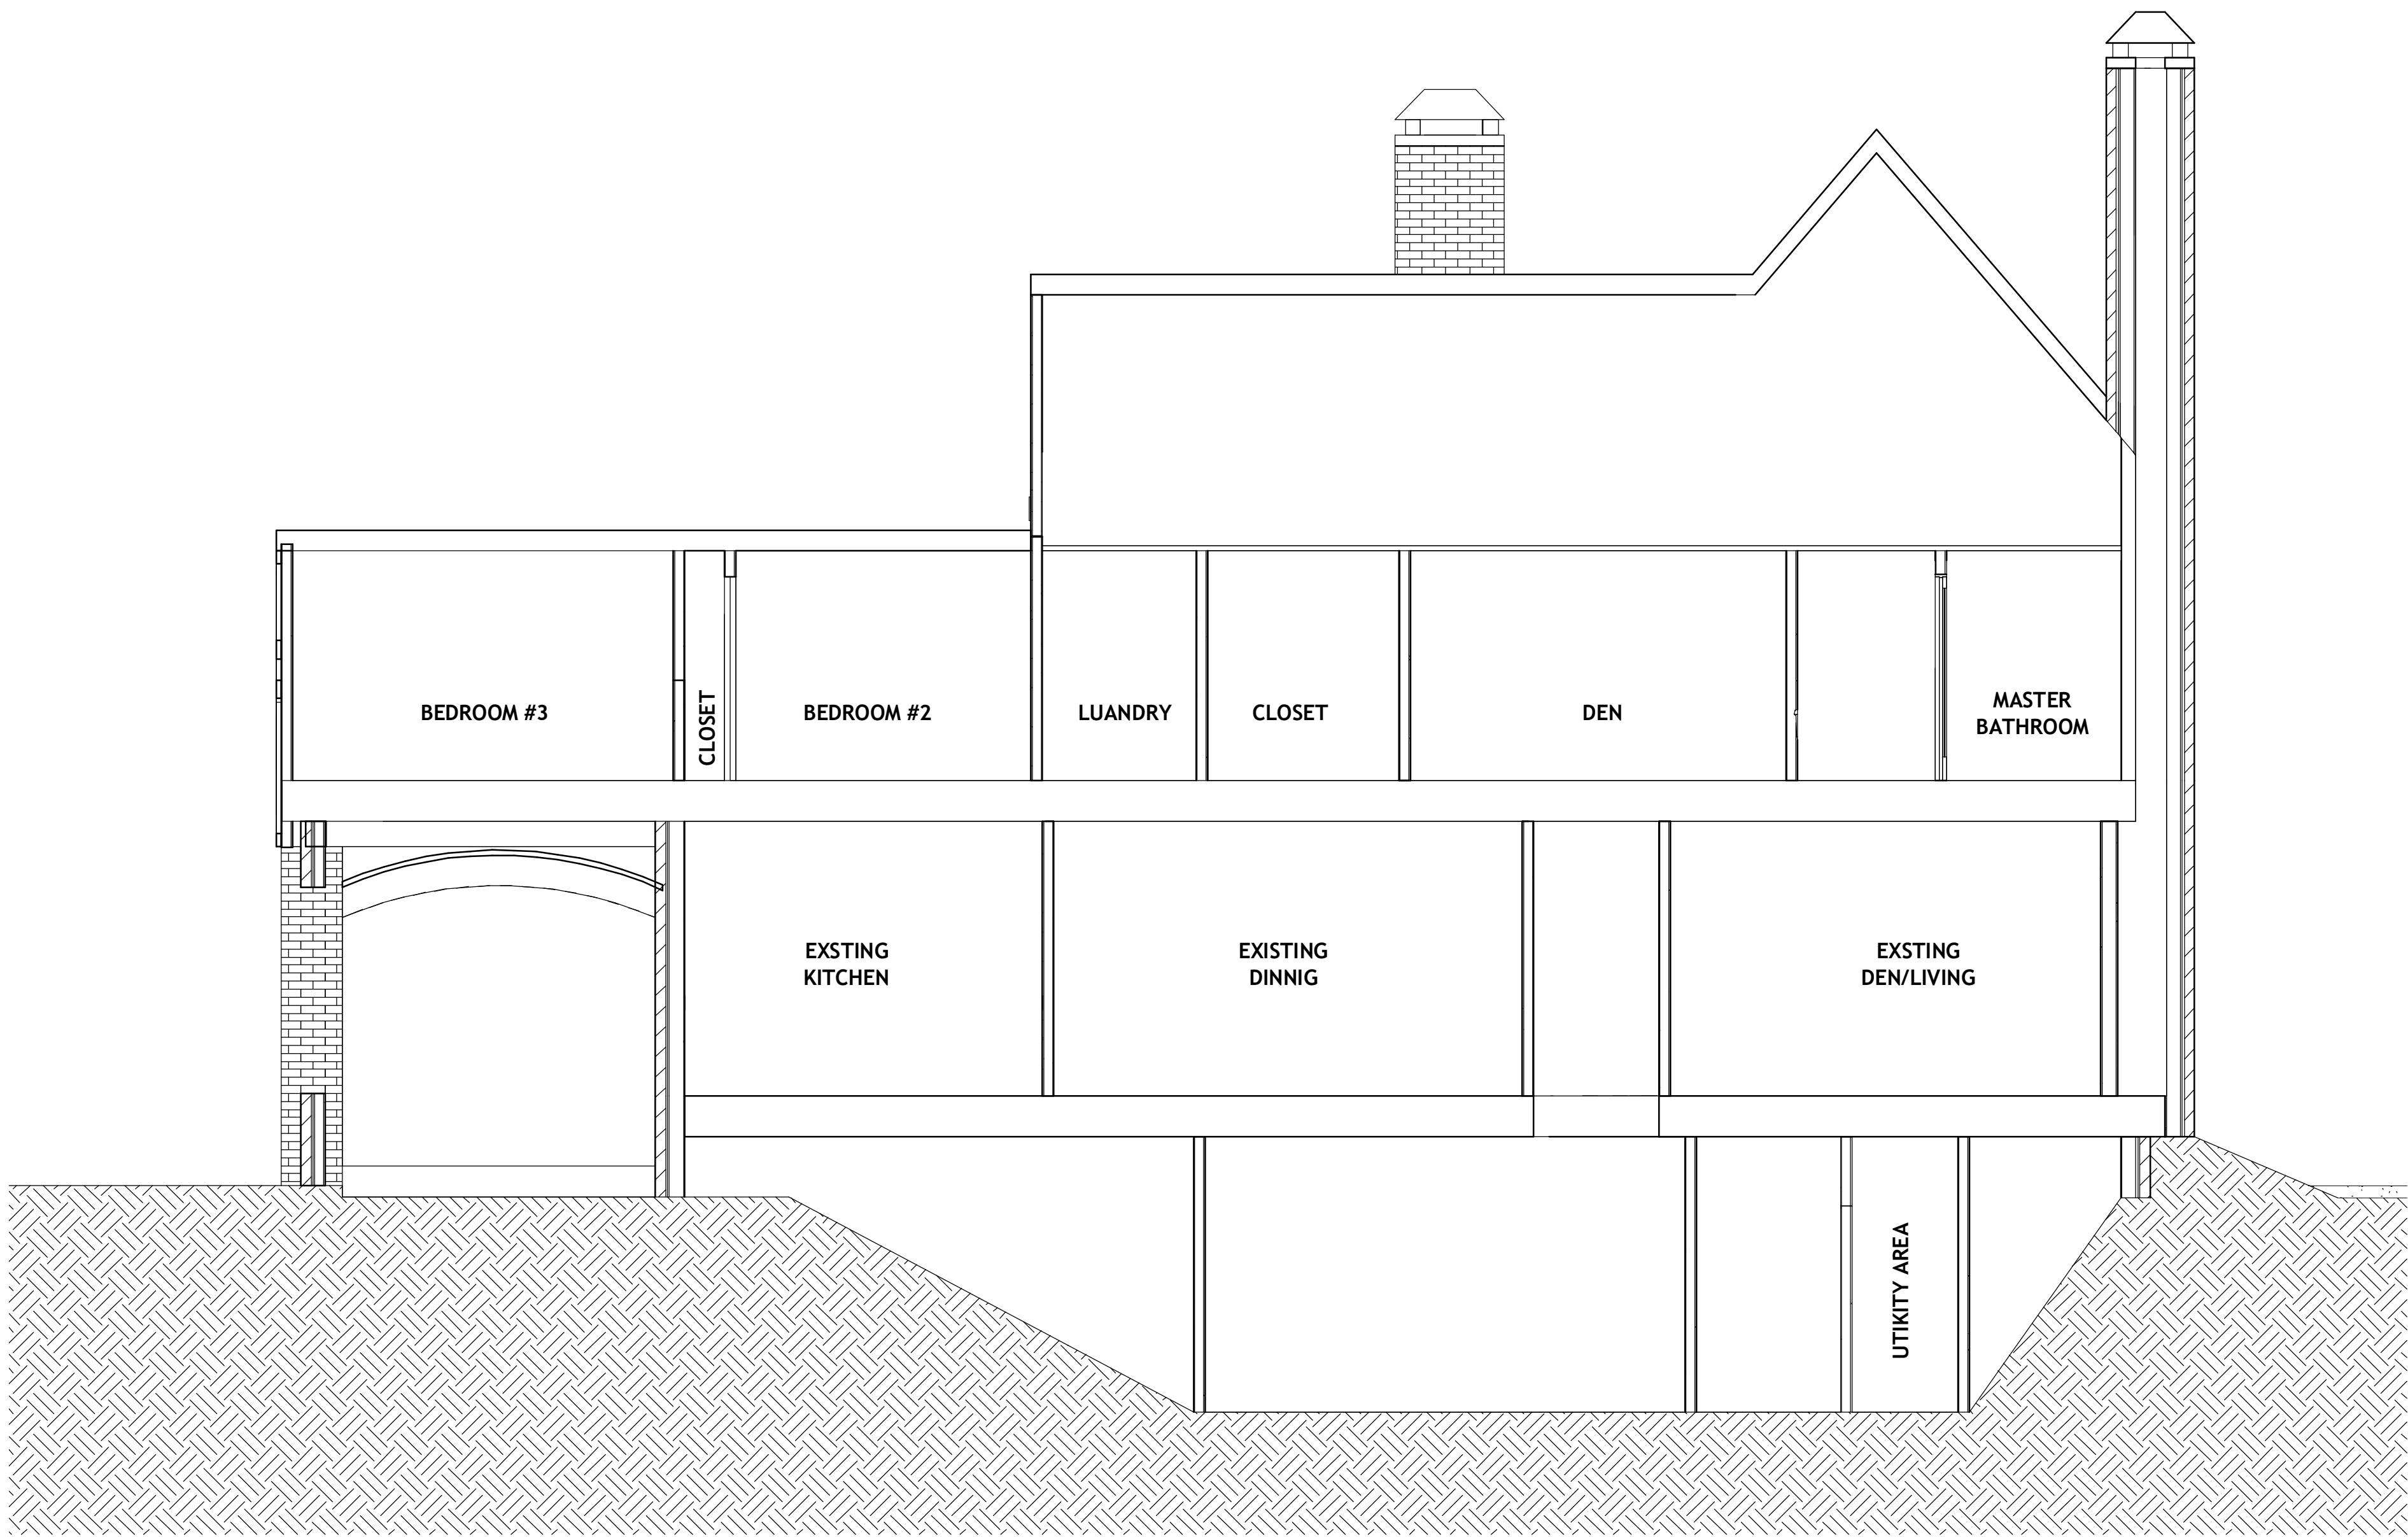 BEDROOM #3
CLOSET
BEDROOM #2
LUANDRY
CLOSET
DEN
MASTER
BATHROOM
EXSTING
KITCHEN
EXISTING
DINNIG
EXSTING
DEN/LIVING
UTIKITY AREA